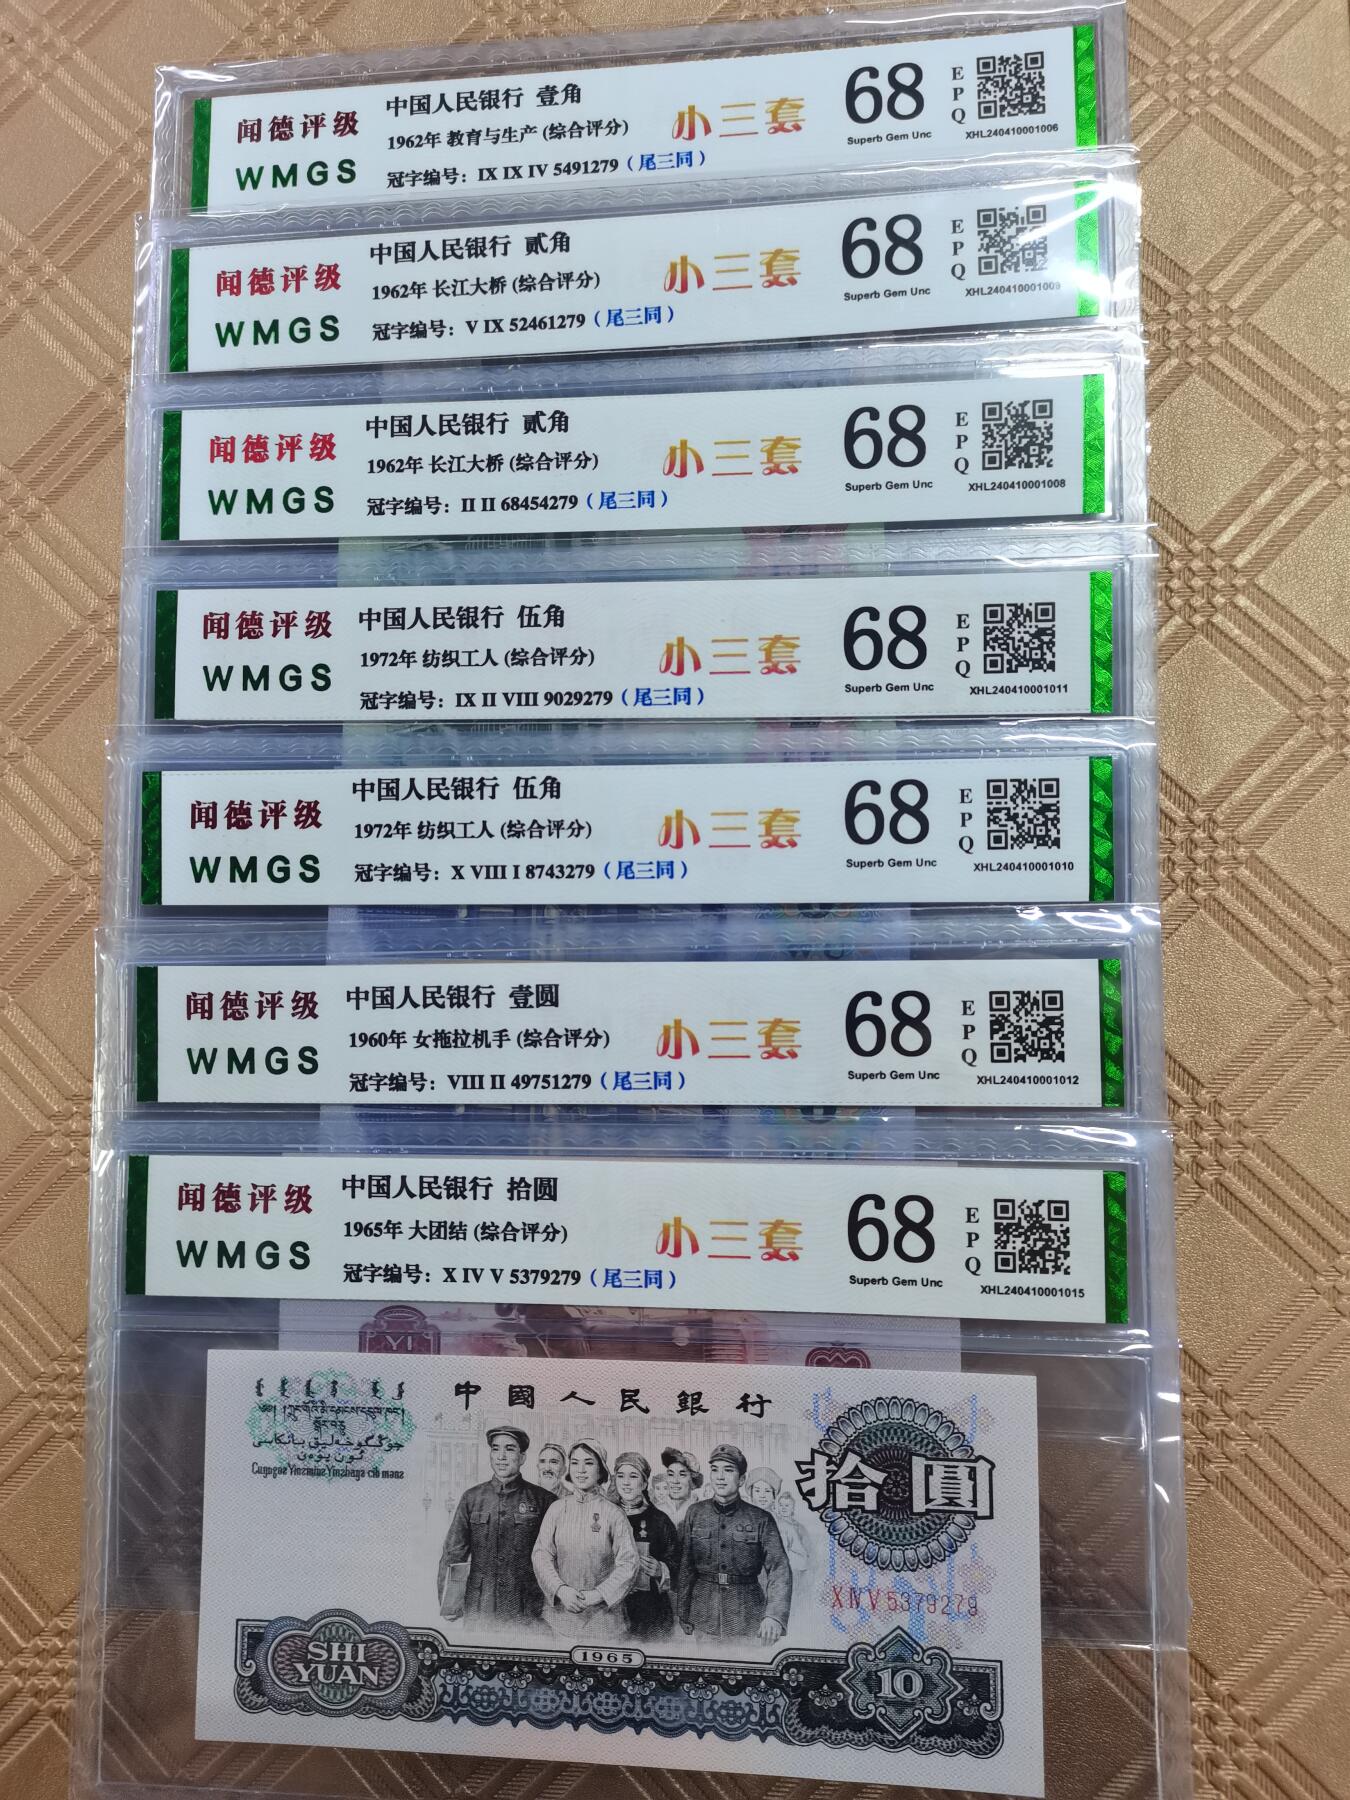 闻德评级
WMGS
中国人民银行 壹角
1962年 教育与生产 (综合评分)
冠字编号：IX IX IV 5491279（尾三同）
小三套
68
Superb Gem Unc
EPQ
XHL240410001006
闻德评级
WMGS
中国人民银行 贰角
1962年 长江大桥 (综合评分)
冠字编号：V IX 52461279（尾三同）
小三套
68
Superb Gem Unc
EPQ
XHL240410001009
闻德评级
WMGS
中国人民银行 贰角
1962年 长江大桥 (综合评分)
冠字编号：II II 68454279（尾三同）
小三套
68
Superb Gem Unc
EPQ
XHL240410001008
闻德评级
WMGS
中国人民银行 伍角
1972年 纺织工人 (综合评分)
冠字编号：IX II VIII 9029279（尾三同）
小三套
68
Superb Gem Unc
EPQ
XHL240410001011
闻德评级
WMGS
中国人民银行 伍角
1972年 纺织工人 (综合评分)
冠字编号：X VIII I 8743279（尾三同）
小三套
68
Superb Gem Unc
EPQ
XHL240410001010
闻德评级
WMGS
中国人民银行 壹圆
1960年 女拖拉机手 (综合评分)
冠字编号：VIII II 49751279（尾三同）
小三套
68
Superb Gem Unc
EPQ
XHL240410001012
闻德评级
WMGS
中国人民银行 拾圆
1965年 大团结 (综合评分)
冠字编号：X IV V 5379279（尾三同）
小三套
68
Superb Gem Unc
EPQ
XHL240410001015
YI
中國人民銀行
拾圓
X IV V 5379279
SHI
YUAN
1965
10